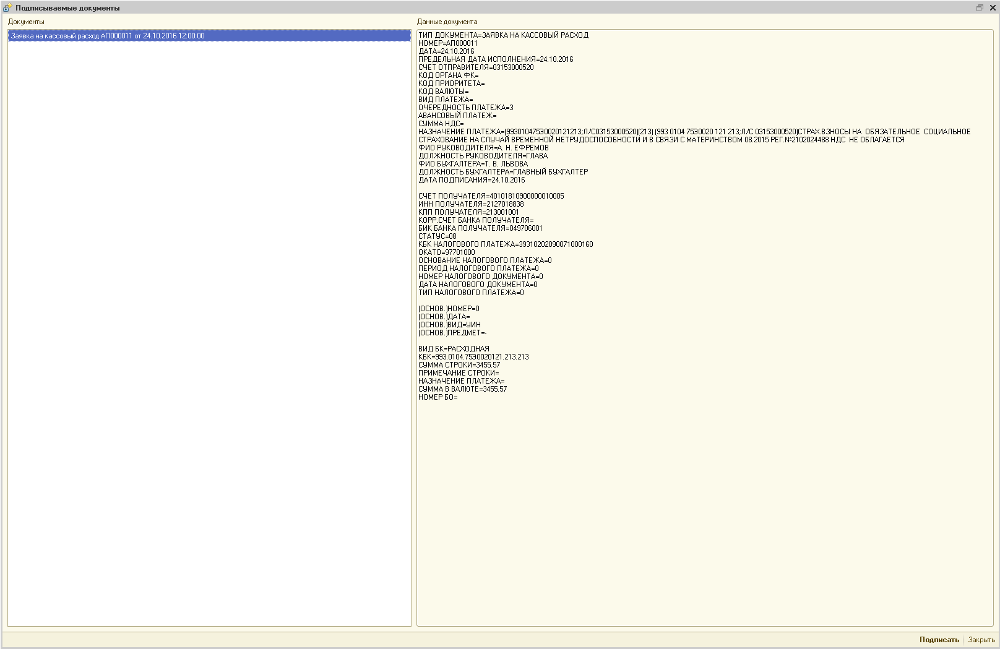 Подписываемые документы
Документы
Заявка на кассовый расход АП000011 от 24.10.2016 12:00:00
Данные документа
ТИП ДОКУМЕНТА=ЗАЯВКА НА КАССОВЫЙ РАСХОД
НОМЕР=АП000011
ДАТА=24.10.2016
ПРЕДЕЛЬНАЯ ДАТА ИСПОЛНЕНИЯ=24.10.2016
СЧЕТ ОТПРАВИТЕЛЯ=03153000520
КОД ОРГАНА ФК=
КОД ПРИОРИТЕТА=
КОД ВАЛЮТЫ=
ВИД ПЛАТЕЖА=
ОЧЕРЕДНОСТЬ ПЛАТЕЖА=3
АВАНСОВЫЙ ПЛАТЕЖ=
СУММА НДС=
НАЗНАЧЕНИЕ ПЛАТЕЖА=(993010475Э0020121213;Л/С03153000520)(213) (993 0104 75Э0020 121 213;Л/С 03153000520)СТРАХ.ВЗНОСЫ НА  ОБЯЗАТЕЛЬНОЕ  СОЦИАЛЬНОЕ
СТРАХОВАНИЕ НА СЛУЧАЙ ВРЕМЕННОЙ НЕТРУДОСПОСОБНОСТИ И В СВЯЗИ С МАТЕРИНСТВОМ 08.2015 РЕГ.№2102024488 НДС  НЕ ОБЛАГАЕТСЯ
ФИО РУКОВОДИТЕЛЯ=А. Н. ЕФРЕМОВ
ДОЛЖНОСТЬ РУКОВОДИТЕЛЯ=ГЛАВА
ФИО БУХГАЛТЕРА=Т. В. ЛЬВОВА
ДОЛЖНОСТЬ БУХГАЛТЕРА=ГЛАВНЫЙ БУХГАЛТЕР
ДАТА ПОДПИСАНИЯ=24.10.2016
СЧЕТ ПОЛУЧАТЕЛЯ=40101810900000010005
ИНН ПОЛУЧАТЕЛЯ=2127018838
КПП ПОЛУЧАТЕЛЯ=213001001
КОРР.СЧЕТ БАНКА ПОЛУЧАТЕЛЯ=
БИК БАНКА ПОЛУЧАТЕЛЯ=049706001
СТАТУС=08
КБК НАЛОГОВОГО ПЛАТЕЖА=39310202090071000160
ОКАТО=97701000
ОСНОВАНИЕ НАЛОГОВОГО ПЛАТЕЖА=0
ПЕРИОД НАЛОГОВОГО ПЛАТЕЖА=0
НОМЕР НАЛОГОВОГО ДОКУМЕНТА=0
ДАТА НАЛОГОВОГО ДОКУМЕНТА=0
ТИП НАЛОГОВОГО ПЛАТЕЖА=0
(ОСНОВ.)НОМЕР=0
(ОСНОВ.)ДАТА=
(ОСНОВ.)ВИД=УИН
(ОСНОВ.)ПРЕДМЕТ=-
ВИД БК=РАСХОДНАЯ
КБК=993.0104.75Э0020121.213.213
СУММА СТРОКИ=3455.57
ПРИМЕЧАНИЕ СТРОКИ=
НАЗНАЧЕНИЕ ПЛАТЕЖА=
СУММА В ВАЛЮТЕ=3455.57
НОМЕР БО=
Подписать
Закрыть